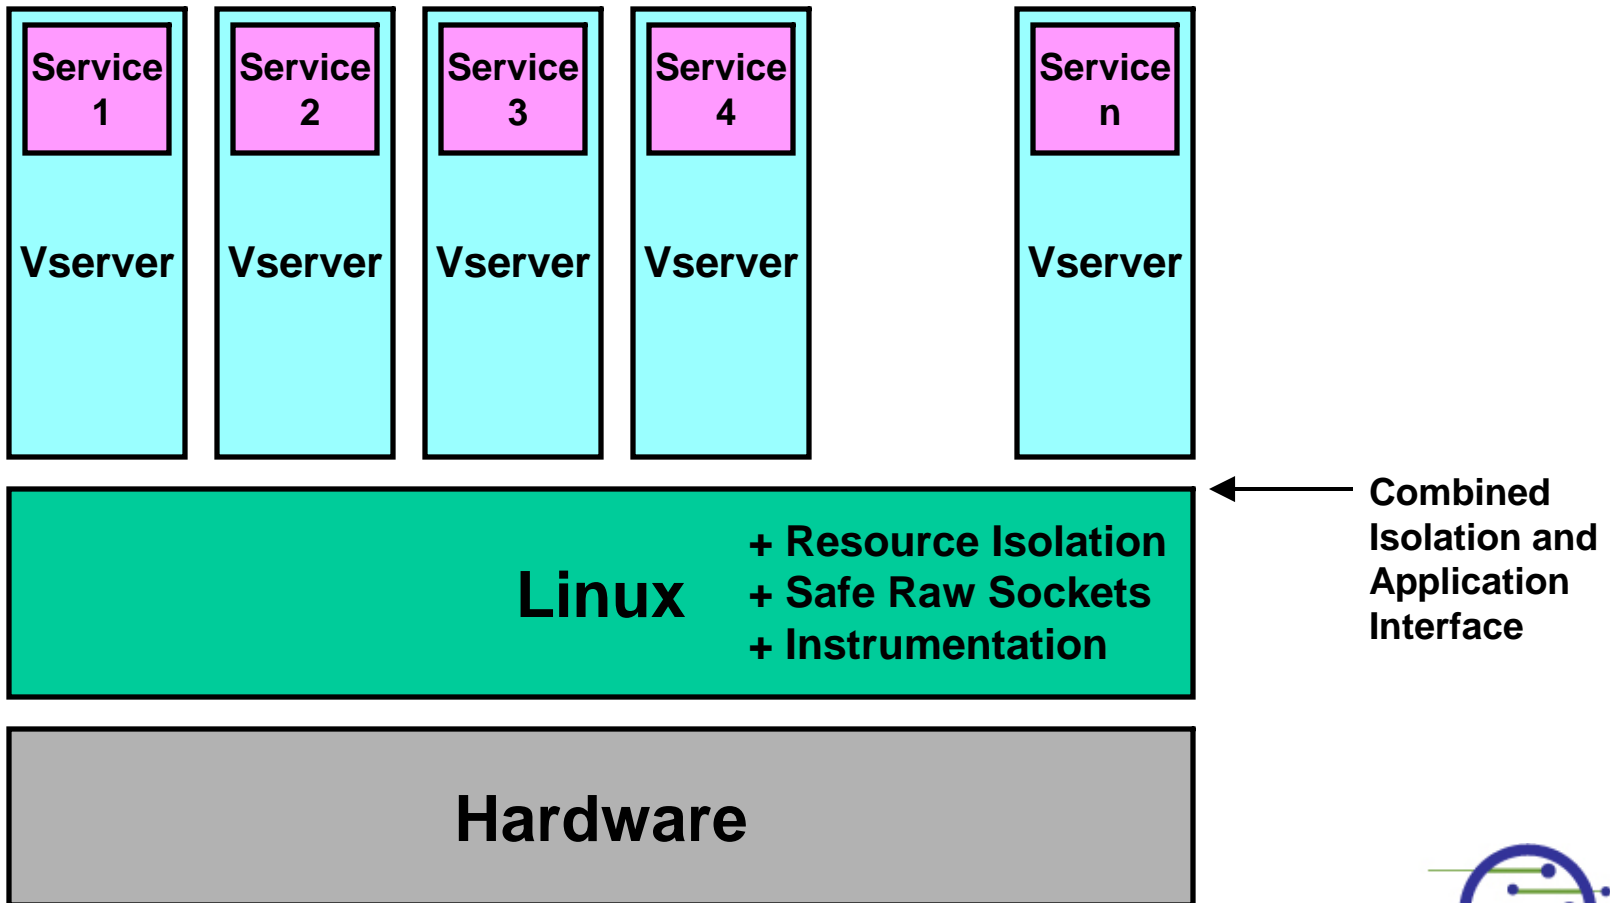 Service
1
Service
2
Service
3
Service
4
Service
n
Vserver
Vserver
Vserver
Vserver
Vserver
Combined
Isolation and
Application
Interface
Linux
+ Resource Isolation
+ Safe Raw Sockets
+ Instrumentation
Hardware